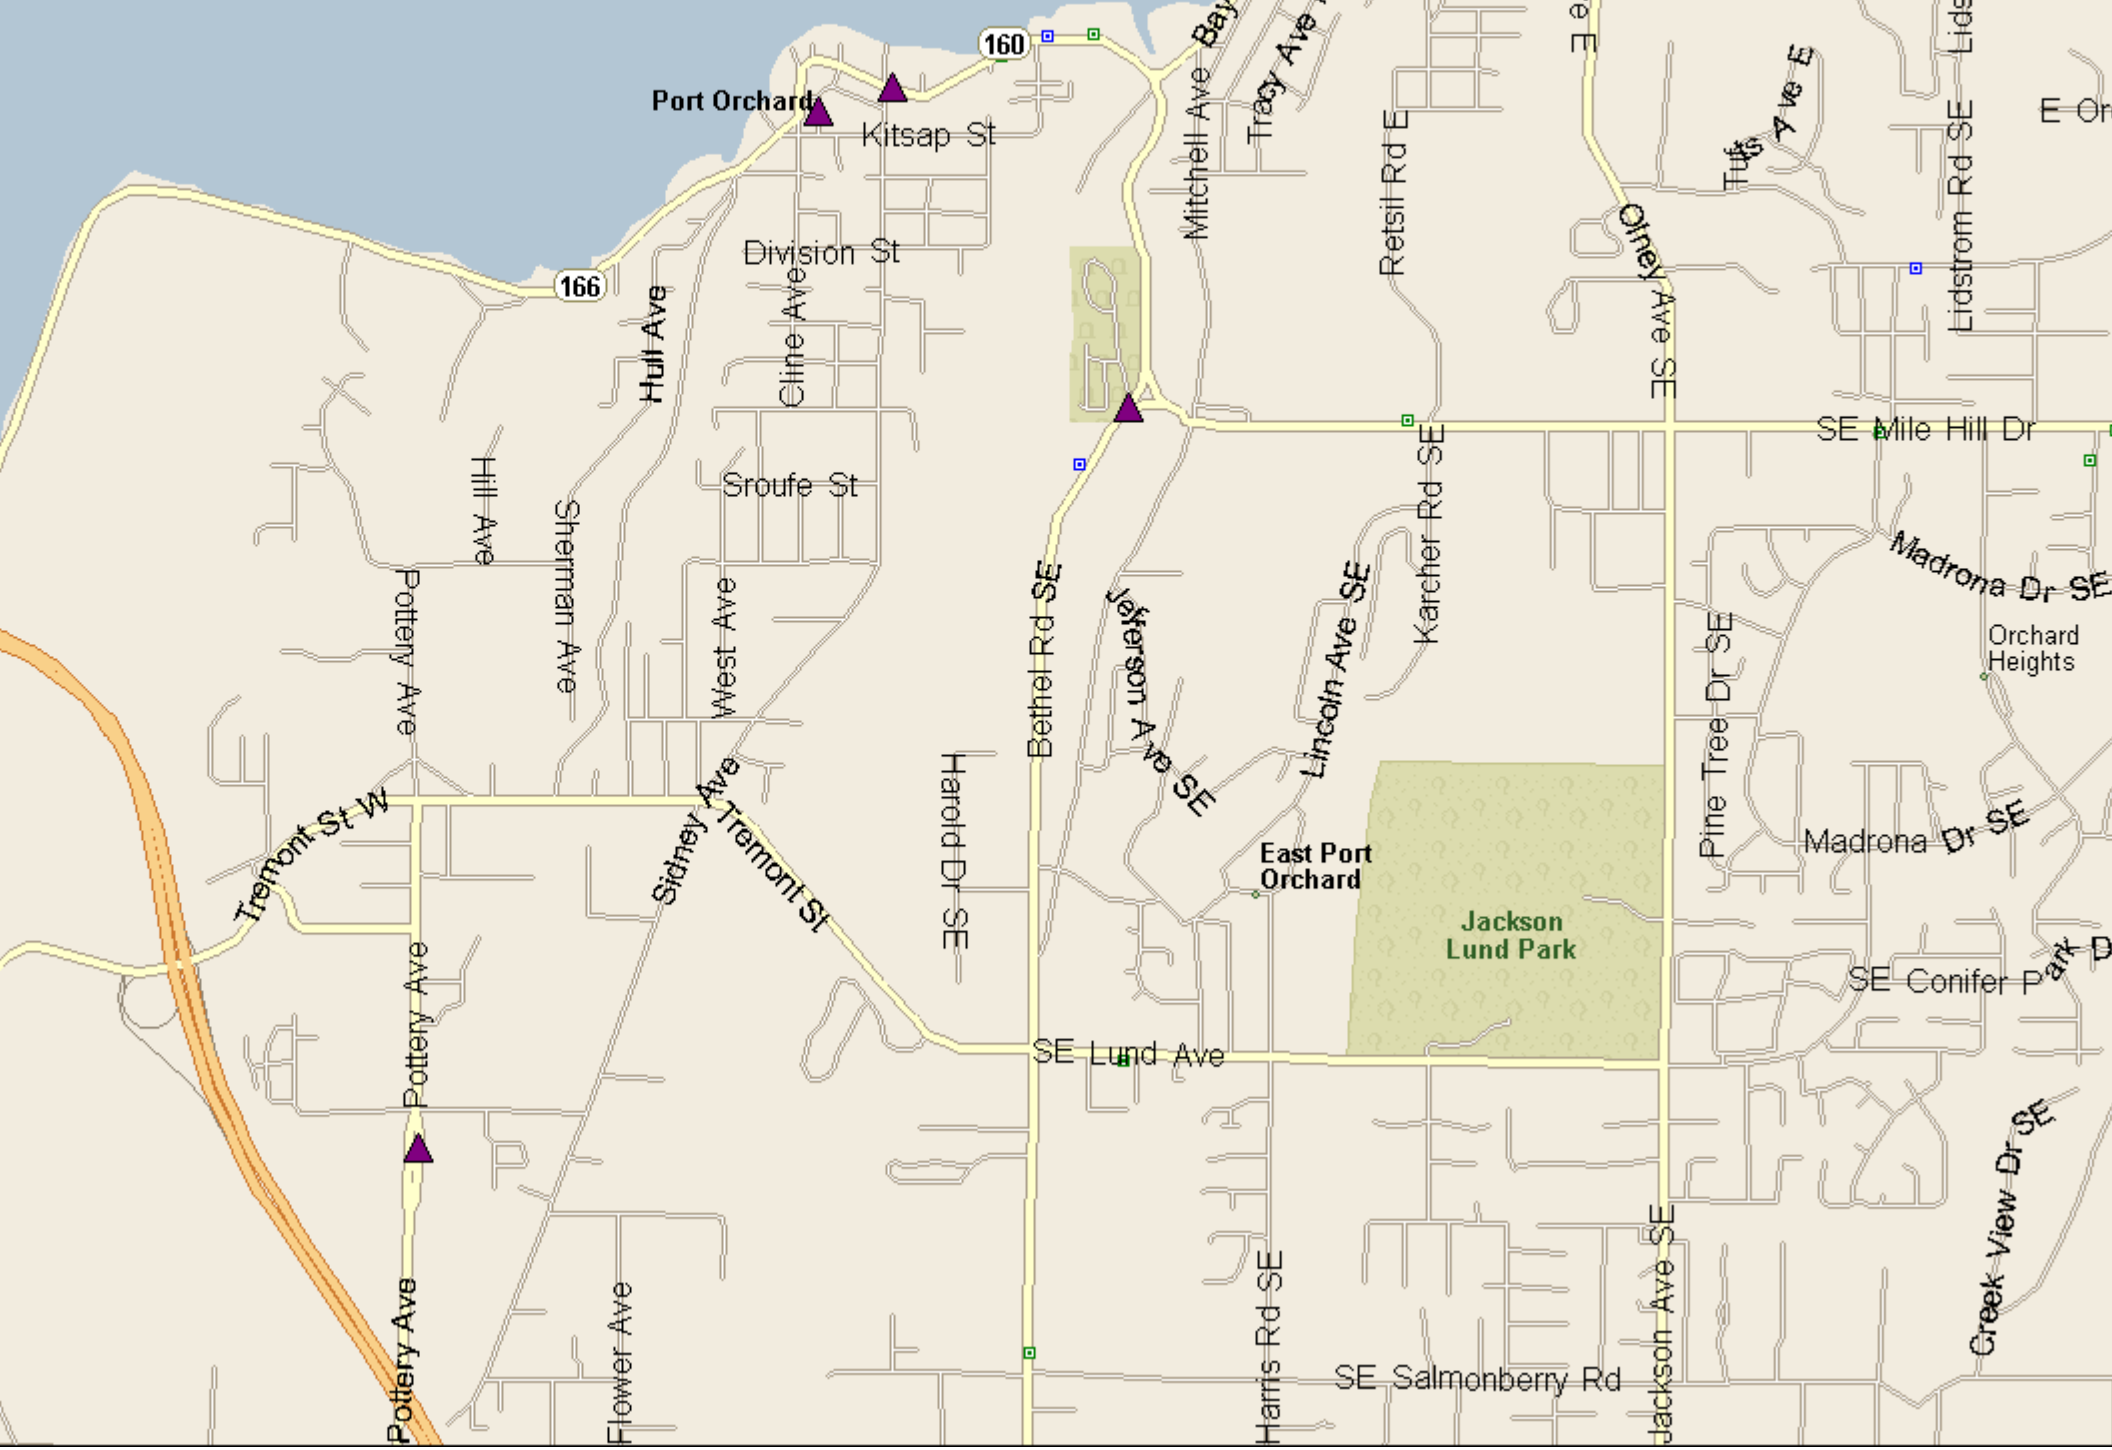 160
Bay
Tracy Ave
e E
Tufts Ave E
Lids
Port Orchard
Kitsap St
Mitchell Ave
Retsil Rd E
Lidstrom Rd SE
E Or
Division St
166
Hull Ave
Cline Ave
Olney Ave SE
SE Mile Hill Dr
Hill Ave
Sroufe St
Sherman Ave
Karcher Rd SE
Madrona Dr SE
Pottery Ave
West Ave
Bethel Rd SE
Jefferson Ave SE
Lincoln Ave SE
Orchard
Heights
Pine Tree Dr SE
Tremont St W
Sidney Ave
Tremont St
Harold Dr SE
Madrona Dr SE
East Port
Orchard
Jackson
Lund Park
SE Conifer Park D
Pottery Ave
SE Lund Ave
Creek View Dr SE
Pottery Ave
Flower Ave
Harris Rd SE
SE Salmonberry Rd
Jackson Ave SE